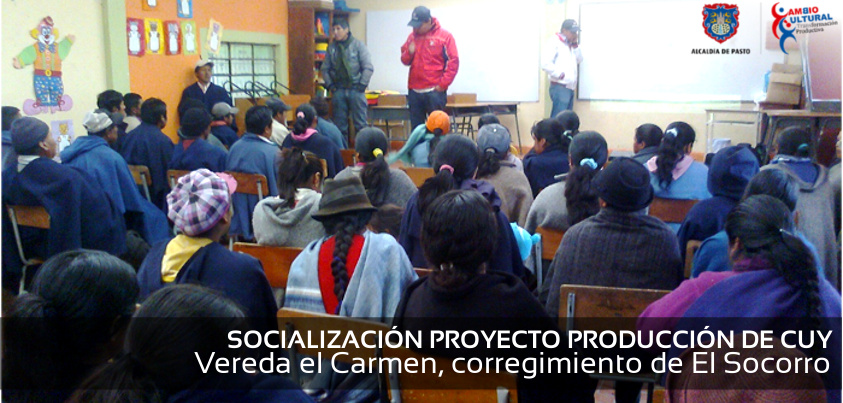 ALCALDÍA DE PASTO
CAMBIO
CULTURAL
Transformación
Productiva
SOCIALIZACIÓN PROYECTO PRODUCCIÓN DE CUY
Vereda el Carmen, corregimiento de El Socorro